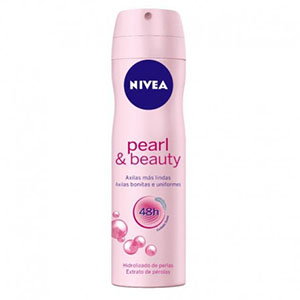 NIVEA
pearl
& beauty
Axilas más lindas
Axilas bonitas e uniformes
48h
Hidrolizado de perlas
Extrato de pérolas